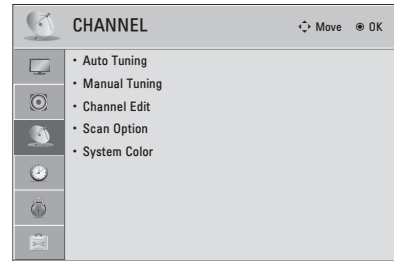 CHANNEL
Move OK
• Auto Tuning
• Manual Tuning
• Channel Edit
• Scan Option
• System Color